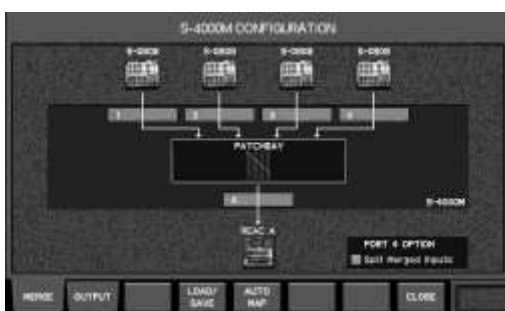 S-4000M CONFIGURATION
S-0808 S-0808 S-0808 S-0808
1 2 3 4
PATCHBAY
S-4000M
REAC A
PORT 4 OPTION
Split Merged Inputs
MERGE OUTPUT LOAD/ SAVE AUTO MAP CLOSE